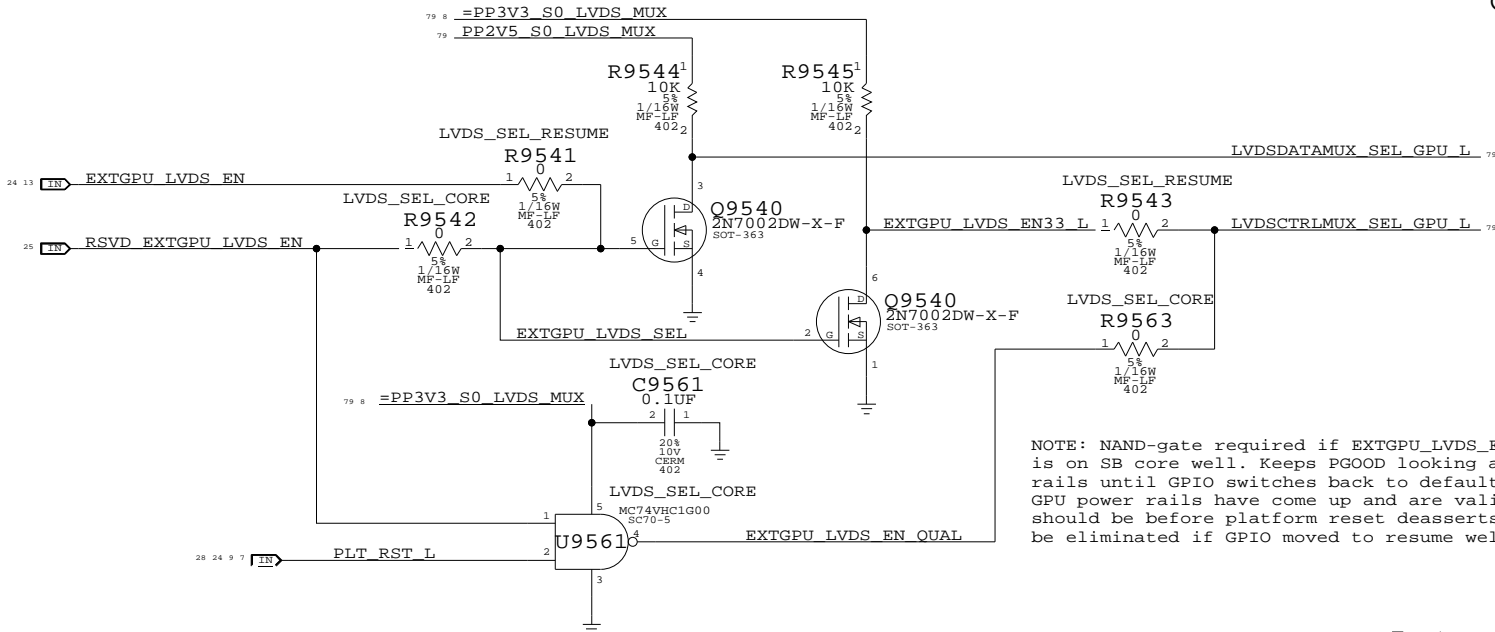 79 8 =PP3V3_S0_LVDS_MUX
79 PP2V5_S0_LVDS_MUX
R9544 1
10K
5%
1/16W
MF-LF
402 2
R9545 1
10K
5%
1/16W
MF-LF
402 2
LVDS_SEL_RESUME
R9541
0
1 2
5%
1/16W
MF-LF
402
24 13 IN EXTGPU_LVDS_EN
LVDSDATAMUX_SEL_GPU_L 79
LVDS_SEL_CORE
R9542
0
1 2
5%
1/16W
MF-LF
402
25 IN RSVD_EXTGPU_LVDS_EN
3
D
Q9540
2N7002DW-X-F
SOT-363
5 G S
4
LVDS_SEL_RESUME
R9543
0
EXTGPU_LVDS_EN33_L 1 2 LVDSCTRLMUX_SEL_GPU_L 79
5%
1/16W
MF-LF
402
6
D
Q9540
2N7002DW-X-F
SOT-363
EXTGPU_LVDS_SEL 2 G S
1
LVDS_SEL_CORE
R9563
0
1 2
5%
1/16W
MF-LF
402
LVDS_SEL_CORE
C9561
0.1UF
2 1
20%
10V
CERM
402
79 8 =PP3V3_S0_LVDS_MUX
LVDS_SEL_CORE
5 MC74VHC1G00
SC70-5
1
U9561 4 EXTGPU_LVDS_EN_QUAL
2
3
28 24 9 7 IN PLT_RST_L
NOTE: NAND-gate required if EXTGPU_LVDS_E
is on SB core well. Keeps PGOOD looking a
rails until GPIO switches back to default
GPU power rails have come up and are vali
should be before platform reset deasserts
be eliminated if GPIO moved to resume wel